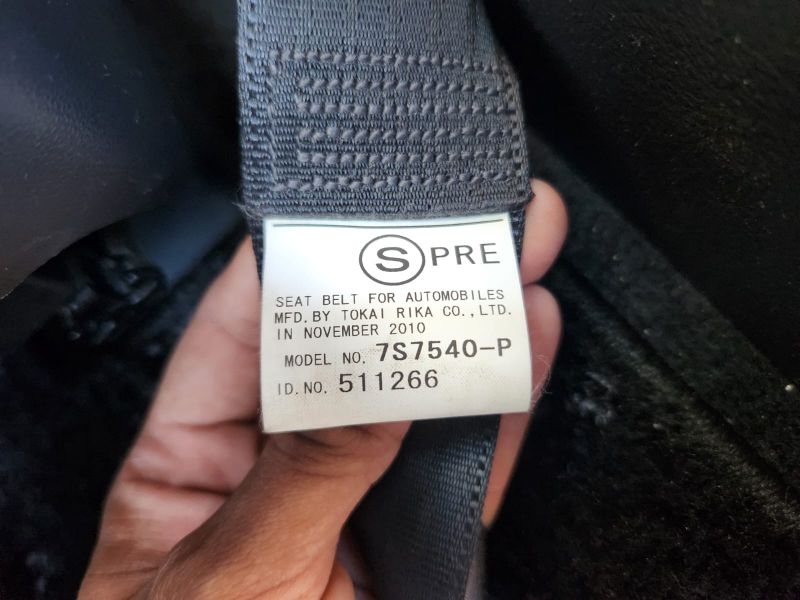 Ⓢ PRE
SEAT BELT FOR AUTOMOBILES
MFD. BY TOKAI RIKA CO., LTD.
IN NOVEMBER 2010
MODEL NO. 7S7540-P
ID. NO. 511266